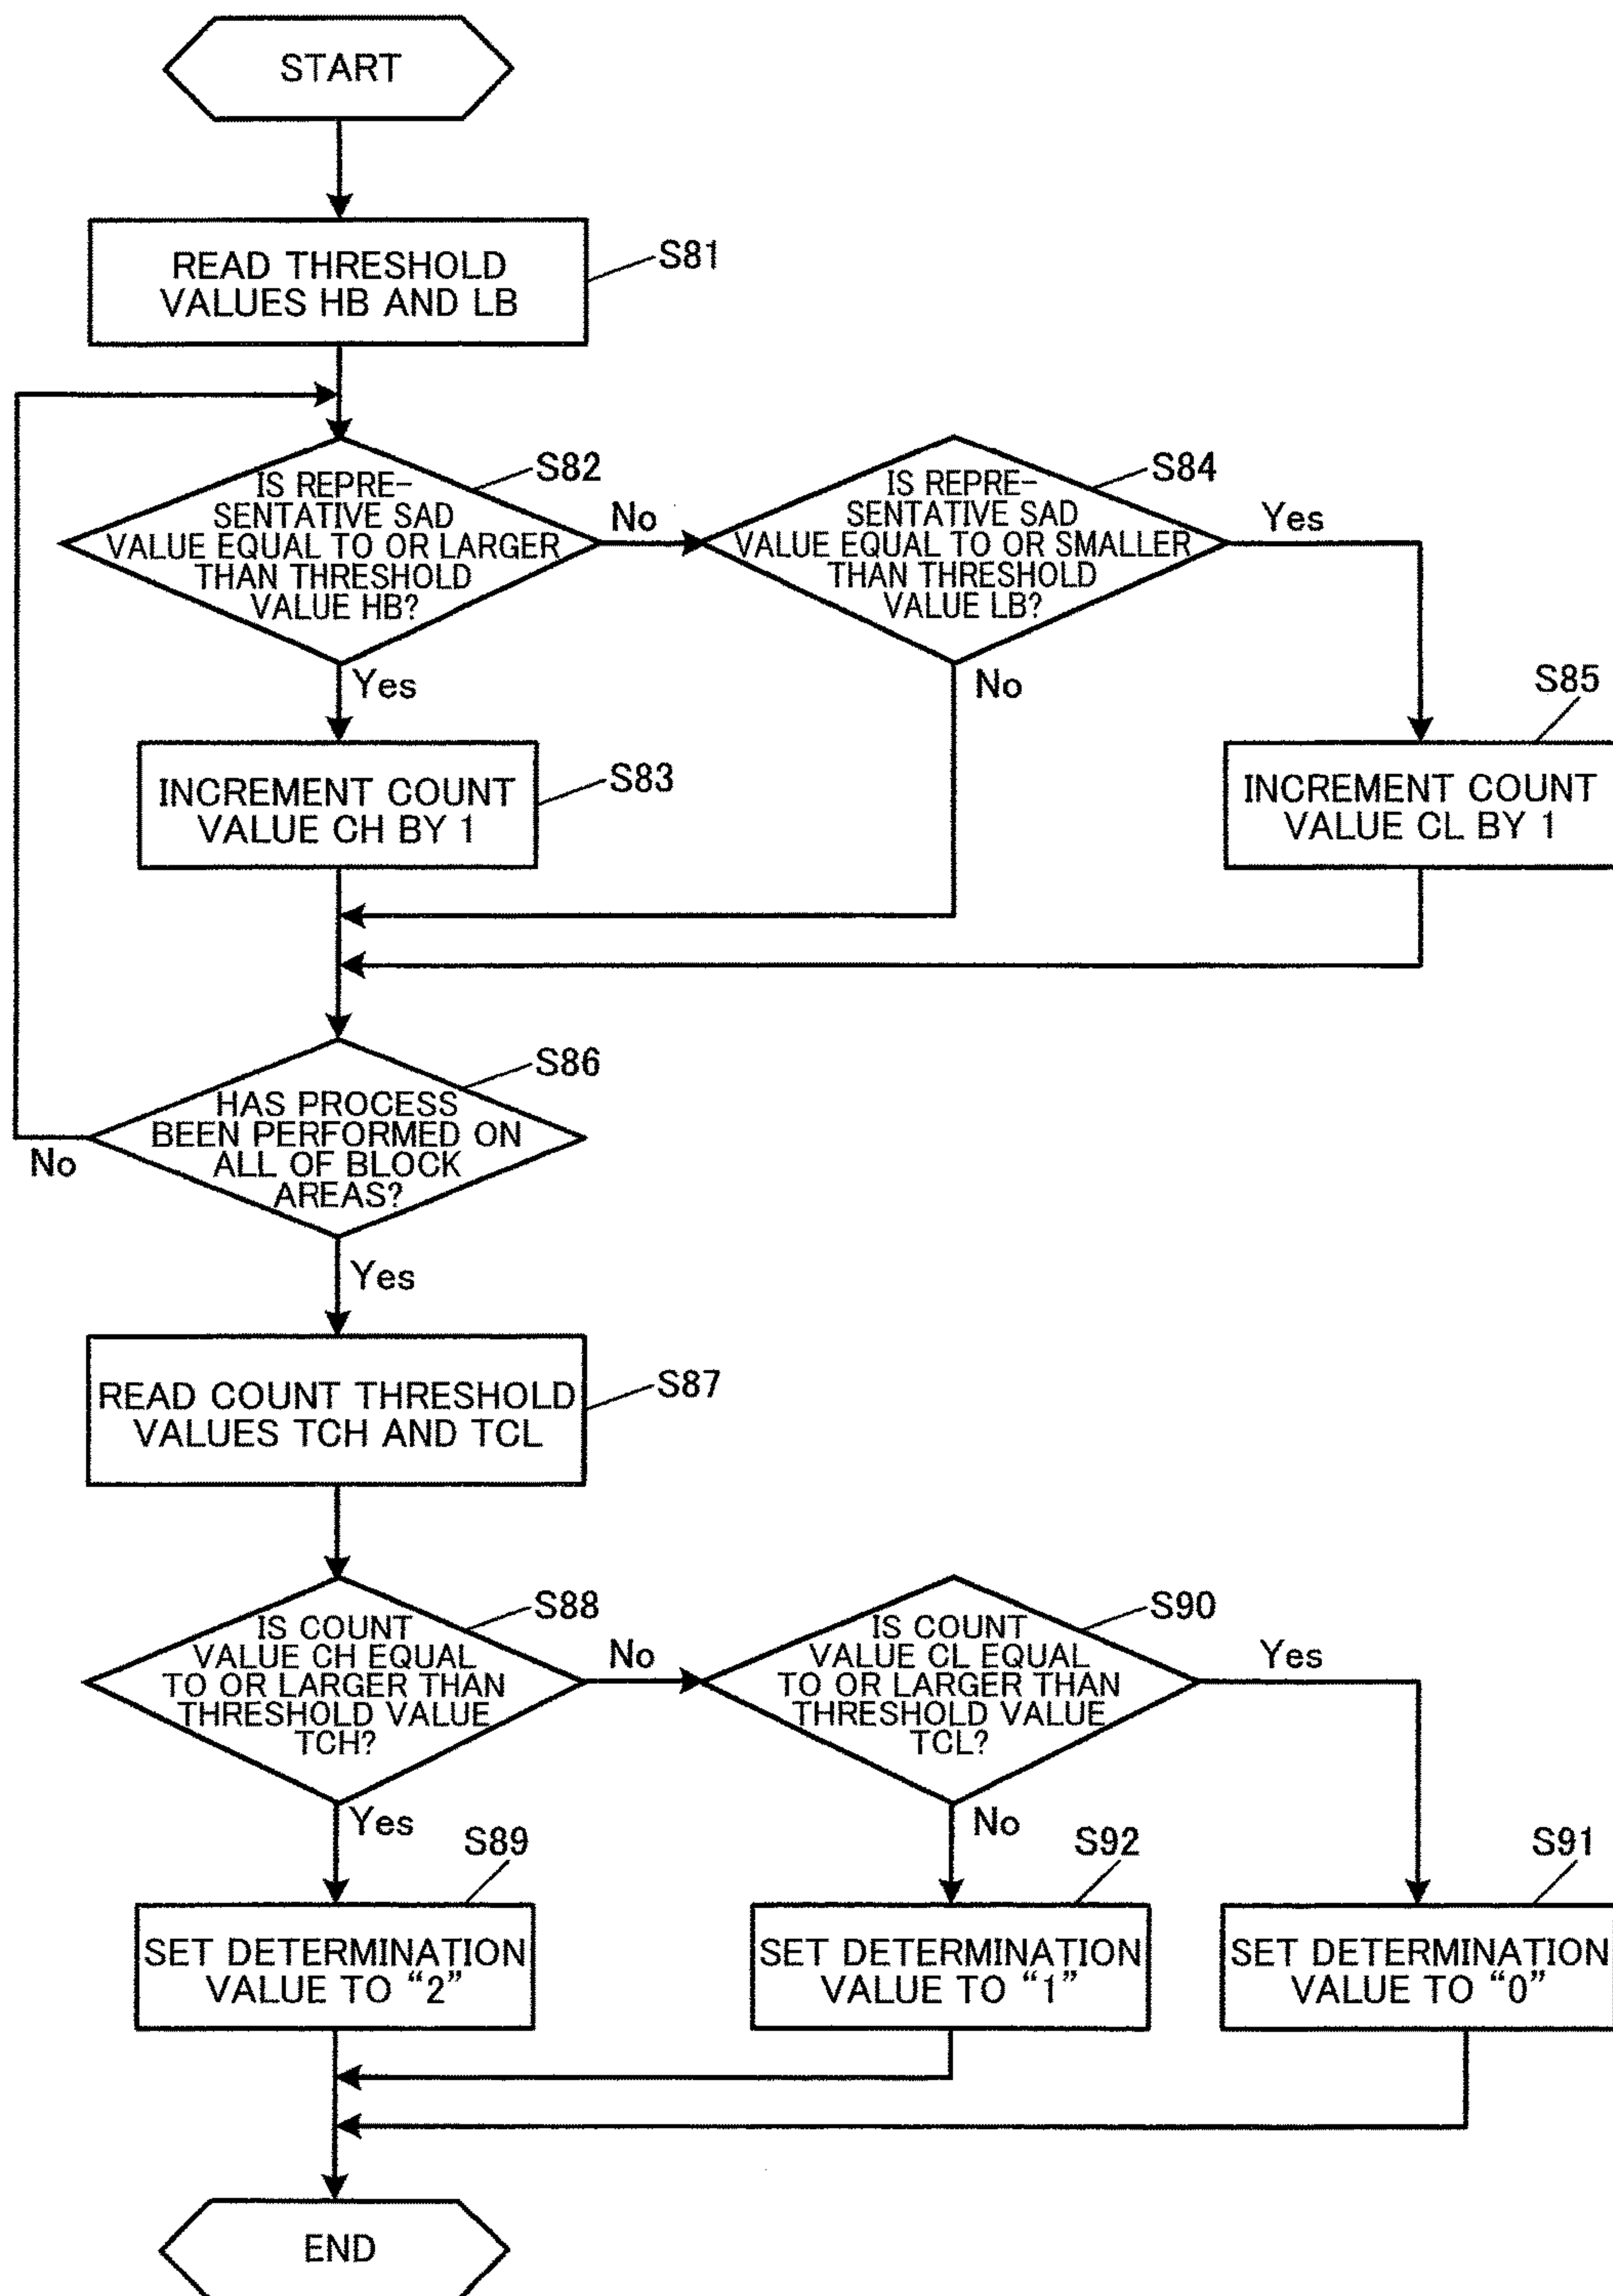 START
READ THRESHOLD
VALUES HB AND LB
S81
IS REPRE-
SENTATIVE SAD
VALUE EQUAL TO OR LARGER
THAN THRESHOLD
VALUE HB?
S82
No
Yes
IS REPRE-
SENTATIVE SAD
VALUE EQUAL TO OR SMALLER
THAN THRESHOLD
VALUE LB?
S84
Yes
No
INCREMENT COUNT
VALUE CH BY 1
S83
S85
INCREMENT COUNT
VALUE CL BY 1
HAS PROCESS
BEEN PERFORMED ON
ALL OF BLOCK
AREAS?
S86
No
Yes
READ COUNT THRESHOLD
VALUES TCH AND TCL
S87
IS COUNT
VALUE CH EQUAL
TO OR LARGER THAN
THRESHOLD VALUE
TCH?
S88
No
Yes
IS COUNT
VALUE CL EQUAL
TO OR LARGER THAN
THRESHOLD VALUE
TCL?
S90
Yes
No
S89
SET DETERMINATION
VALUE TO “2”
S92
SET DETERMINATION
VALUE TO “1”
S91
SET DETERMINATION
VALUE TO “0”
END